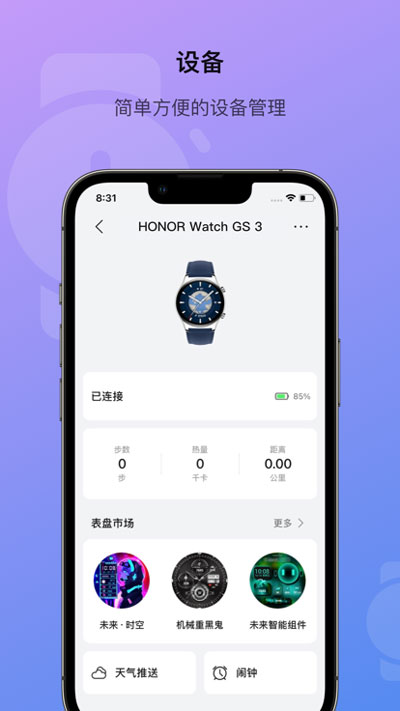 设备
简单方便的设备管理
8:31
HONOR Watch GS 3
已连接
85%
步数 热量 距离
0 0 0.00
步 千卡 公里
表盘市场 更多
未来·时空 机械重黑鬼 未来智能组件
天气推送 闹钟